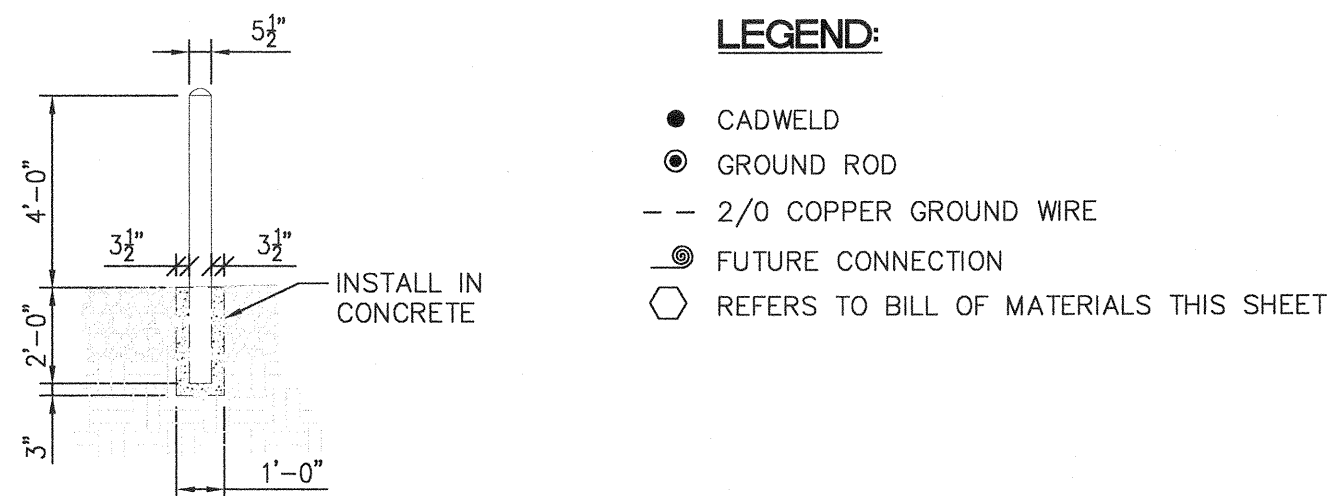 5½"
4'-0"
3½"
3½"
INSTALL IN
CONCRETE
2'-0"
3"
1'-0"
LEGEND:
CADWELD
GROUND ROD
2/0 COPPER GROUND WIRE
FUTURE CONNECTION
REFERS TO BILL OF MATERIALS THIS SHEET